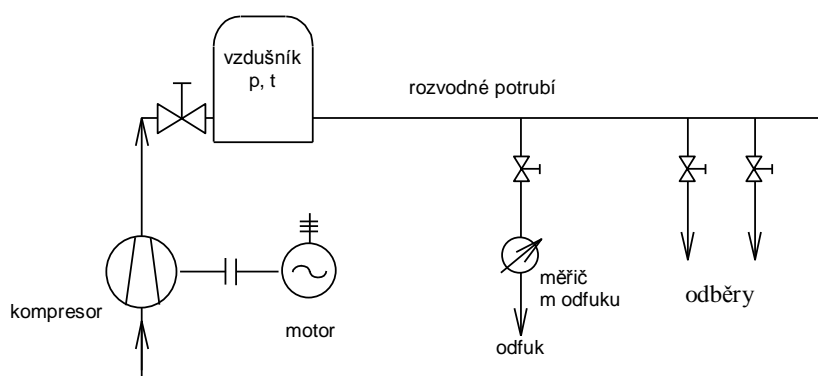 vzdušník
p, t
rozvodné potrubí
kompresor
motor
měřič
m odfuku
odfuk
odběry